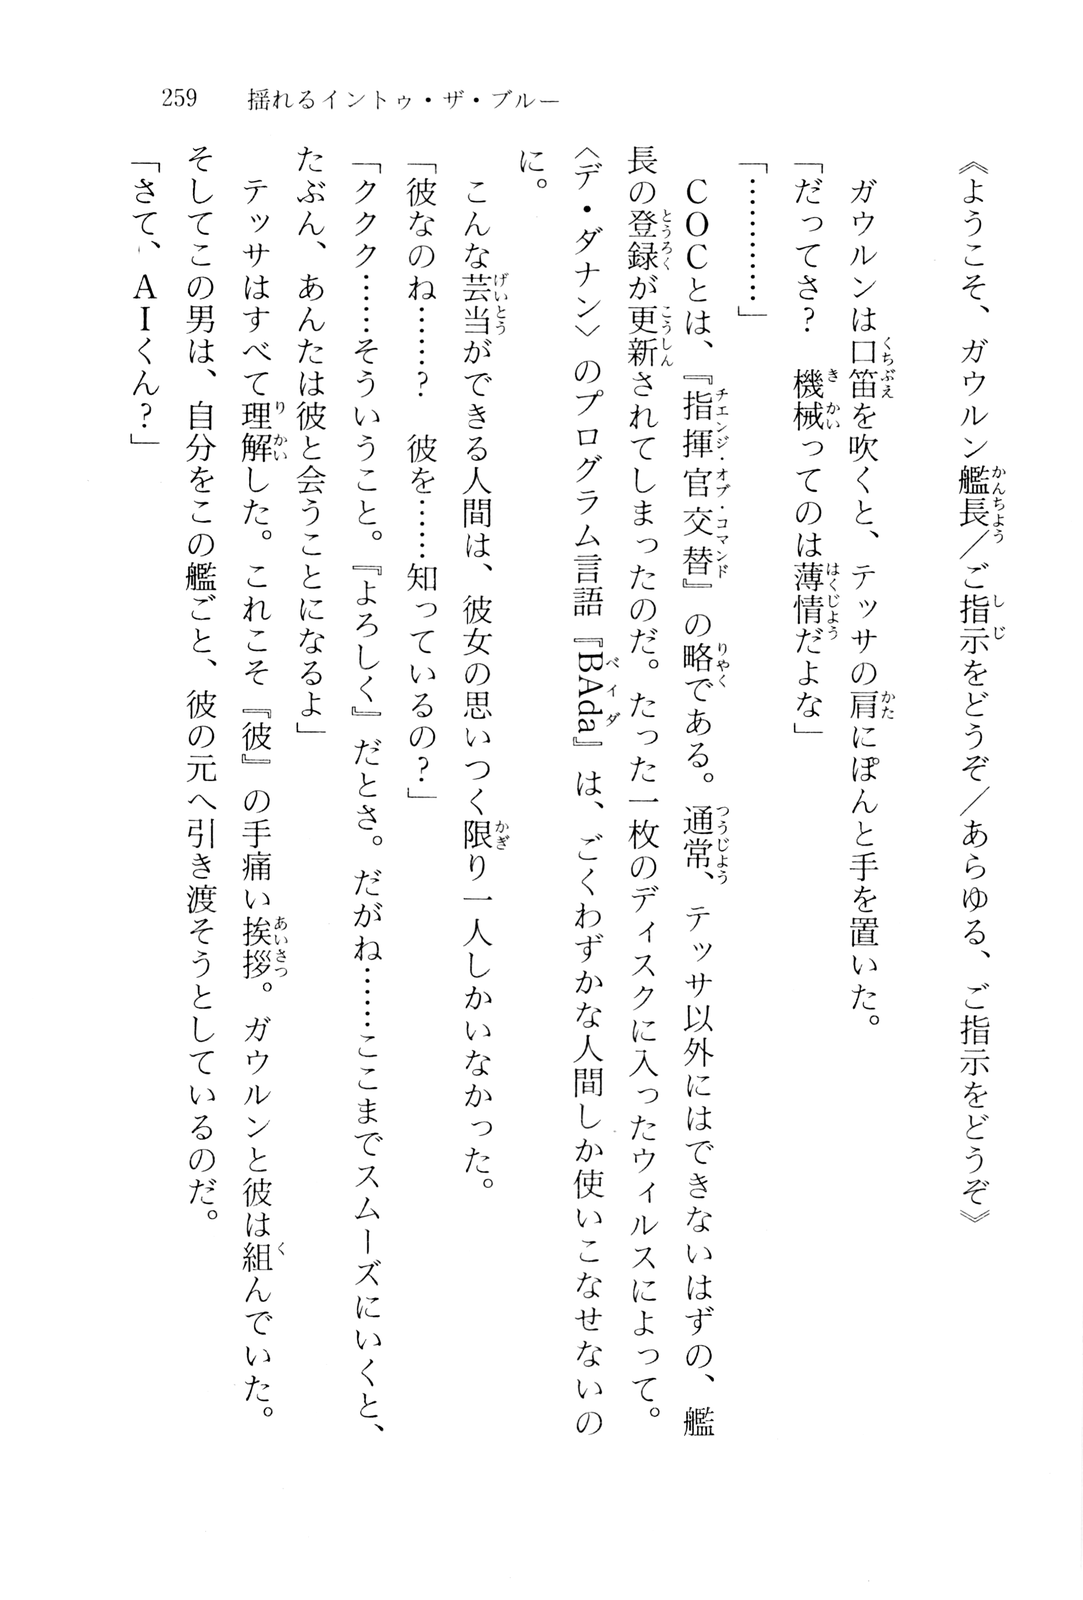 259　揺れるイントゥ・ザ・ブルー
《ようこそ、ガウルン艦長／ご指示をどうぞ／あらゆる、ご指示をどうぞ》
　ガウルンは口笛を吹くと、テッサの肩にぽんと手を置いた。
「だってさ？　機械ってのは薄情だよな」
「…………」
　ＣＯＣとは、『指揮官交替』の略である。通常、テッサ以外にはできないはずの、艦
長の登録が更新されてしまったのだ。たった一枚のディスクに入ったウィルスによって。
〈デ・ダナン〉のプログラム言語『BAda』は、ごくわずかな人間しか使いこなせないの
に。
　こんな芸当ができる人間は、彼女の思いつく限り一人しかいなかった。
「彼なのね……？　彼を……知っているの？」
「ククク……そういうこと。『よろしく』だとさ。だがね……ここまでスムーズにいくと、
たぶん、あんたは彼と会うことになるよ」
　テッサはすべて理解した。これこそ『彼』の手痛い挨拶。ガウルンと彼は組んでいた。
そしてこの男は、自分をこの艦ごと、彼の元へ引き渡そうとしているのだ。
「さて、ＡＩくん？」